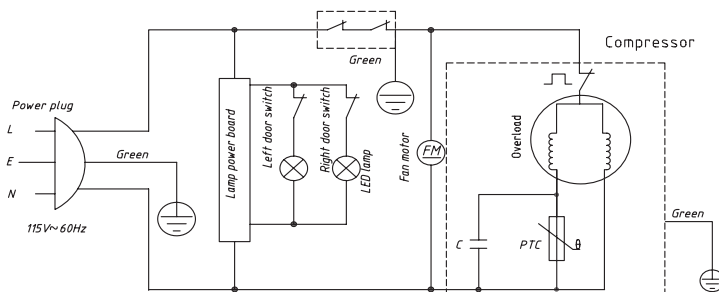 Compressor
Green
Power plug
L
E
N
Green
115V~60Hz
Lamp power board
Left door switch
Right door switch
LED lamp
Fan motor
FM
Overload
C
PTC
θ
Green